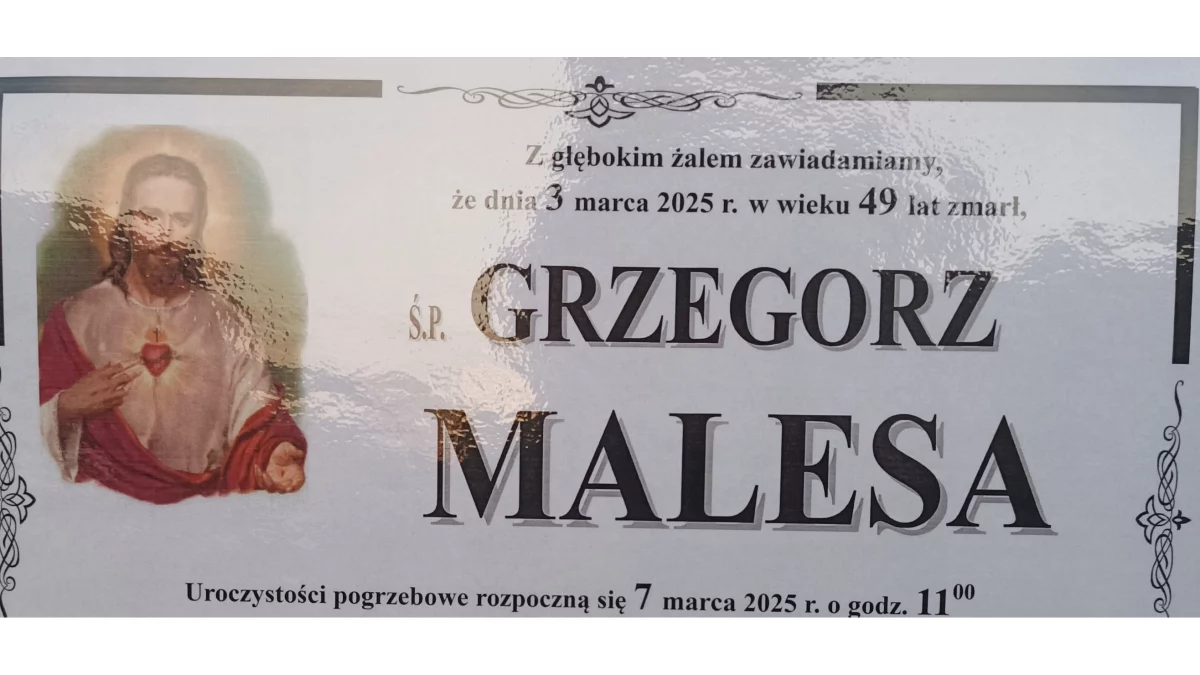 Z głębokim żalem zawiadamiamy,
że dnia 3 marca 2025 r. w wieku 49 lat zmarł,
Ś.P. GRZEGORZ
MALESA
Uroczystości pogrzebowe rozpoczną się 7 marca 2025 r. o godz. 11⁰⁰